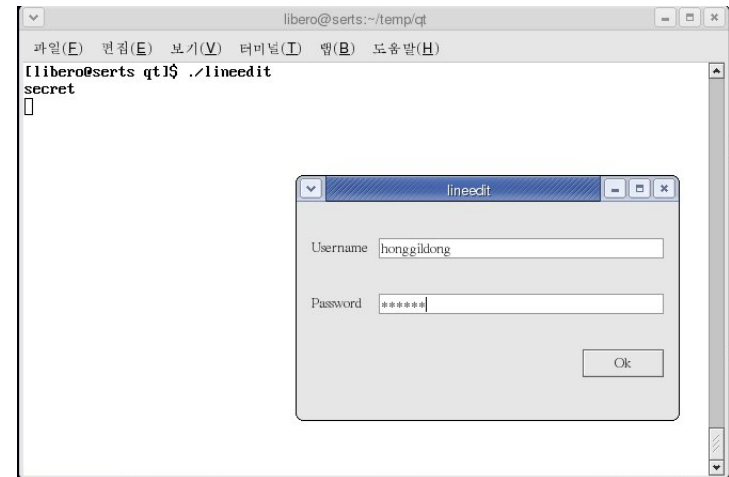 libero@serts:~/temp/qt
파일(F) 편집(E) 보기(V) 터미널(T) 탭(B) 도움말(H)
[libero@serts qt]$ ./lineedit
secret
lineedit
Username honggildong
Password ******
Ok